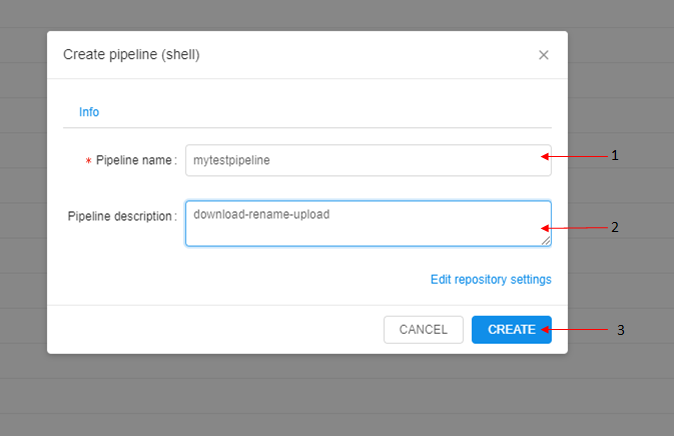 Create pipeline (shell) ×
Info
* Pipeline name: mytestpipeline 1
Pipeline description: download-rename-upload 2
Edit repository settings
CANCEL CREATE 3